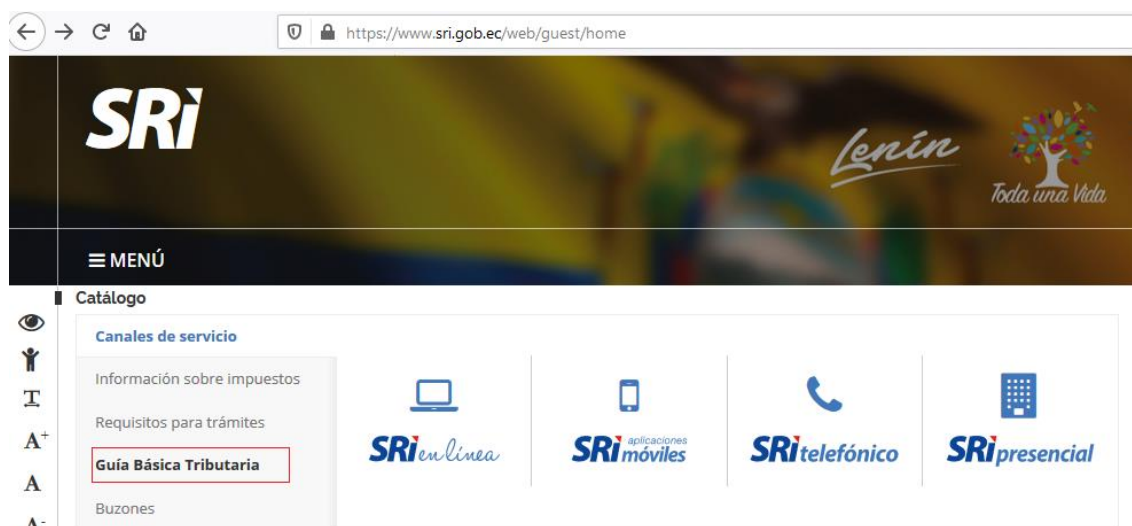 https://www.sri.gob.ec/web/guest/home
SRi
Lenín
Toda una Vida
MENÚ
Catálogo
Canales de servicio
Información sobre impuestos
Requisitos para trámites
Guía Básica Tributaria
Buzones
T
A+
A
A-
SRi en línea
SRi aplicaciones móviles
SRi telefónico
SRi presencial